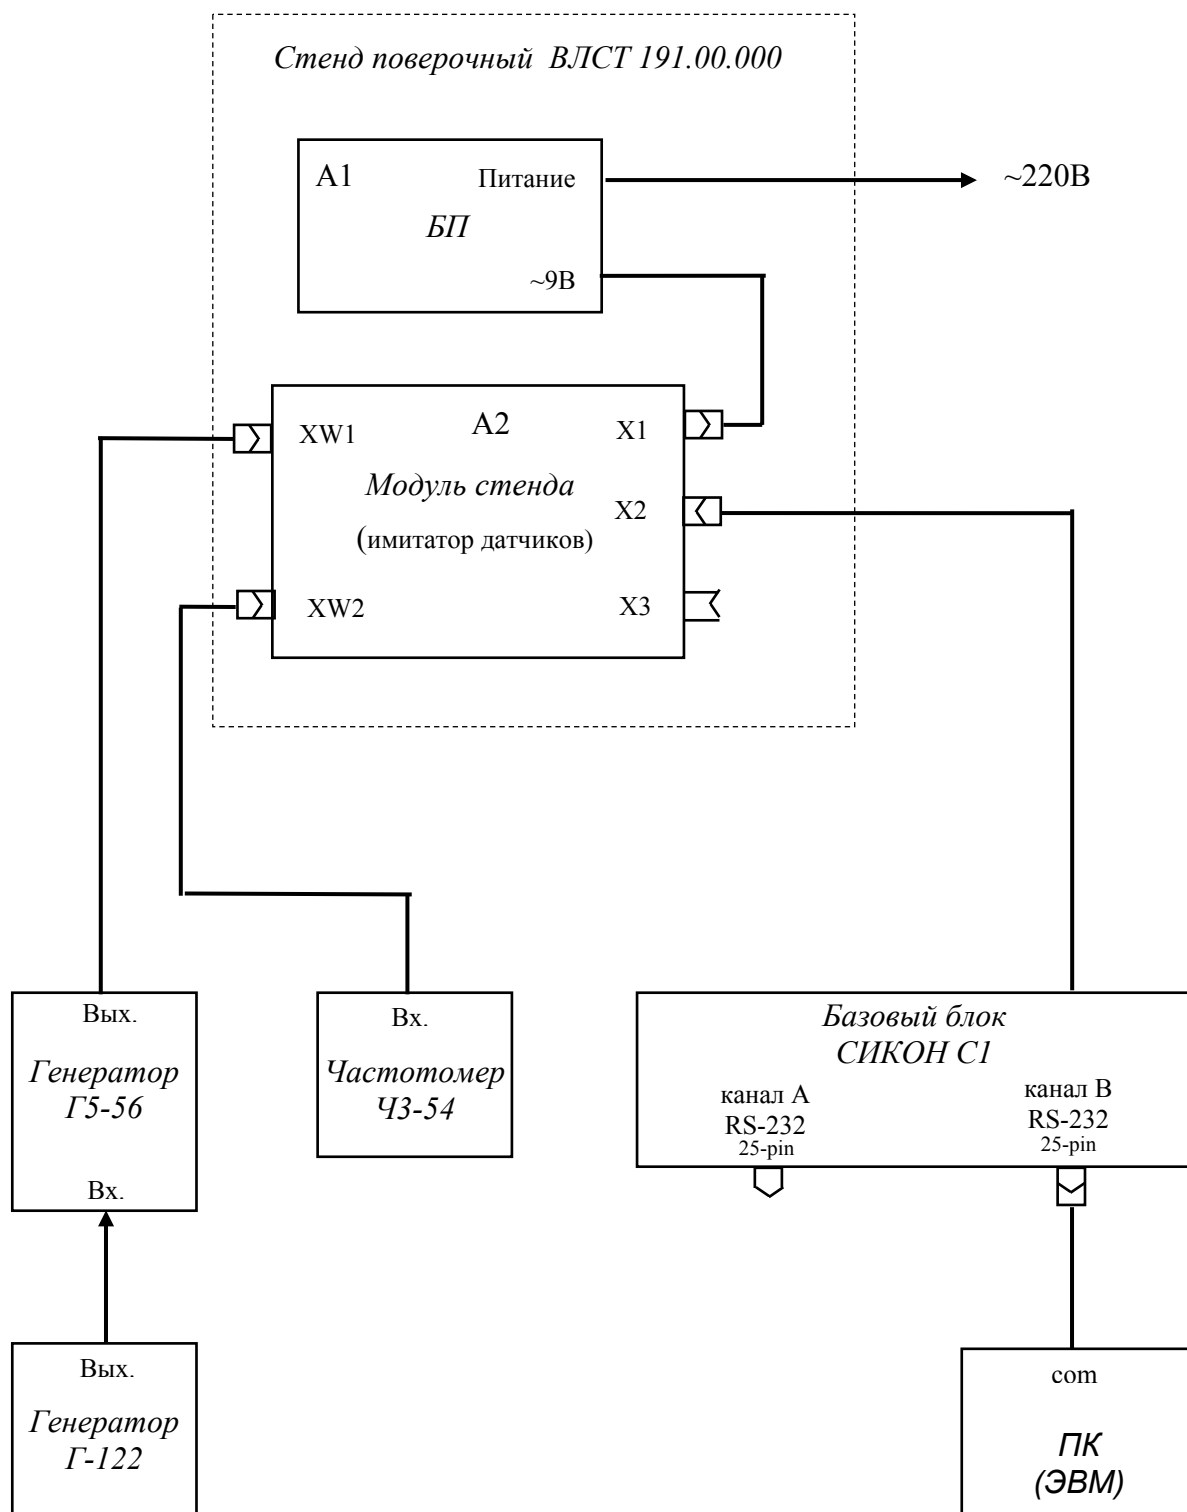 Стенд поверочный ВЛСТ 191.00.000
А1
Питание
~220В
БП
~9В
XW1
А2
X1
Модуль стенда
X2
(имитатор датчиков)
XW2
X3
Вых.
Генератор
Г5-56
Вх.
Вх.
Частотомер
Ч3-54
Базовый блок
СИКОН С1
канал А
RS-232
25-pin
канал В
RS-232
25-pin
Вых.
Генератор
Г-122
com
ПК
(ЭВМ)